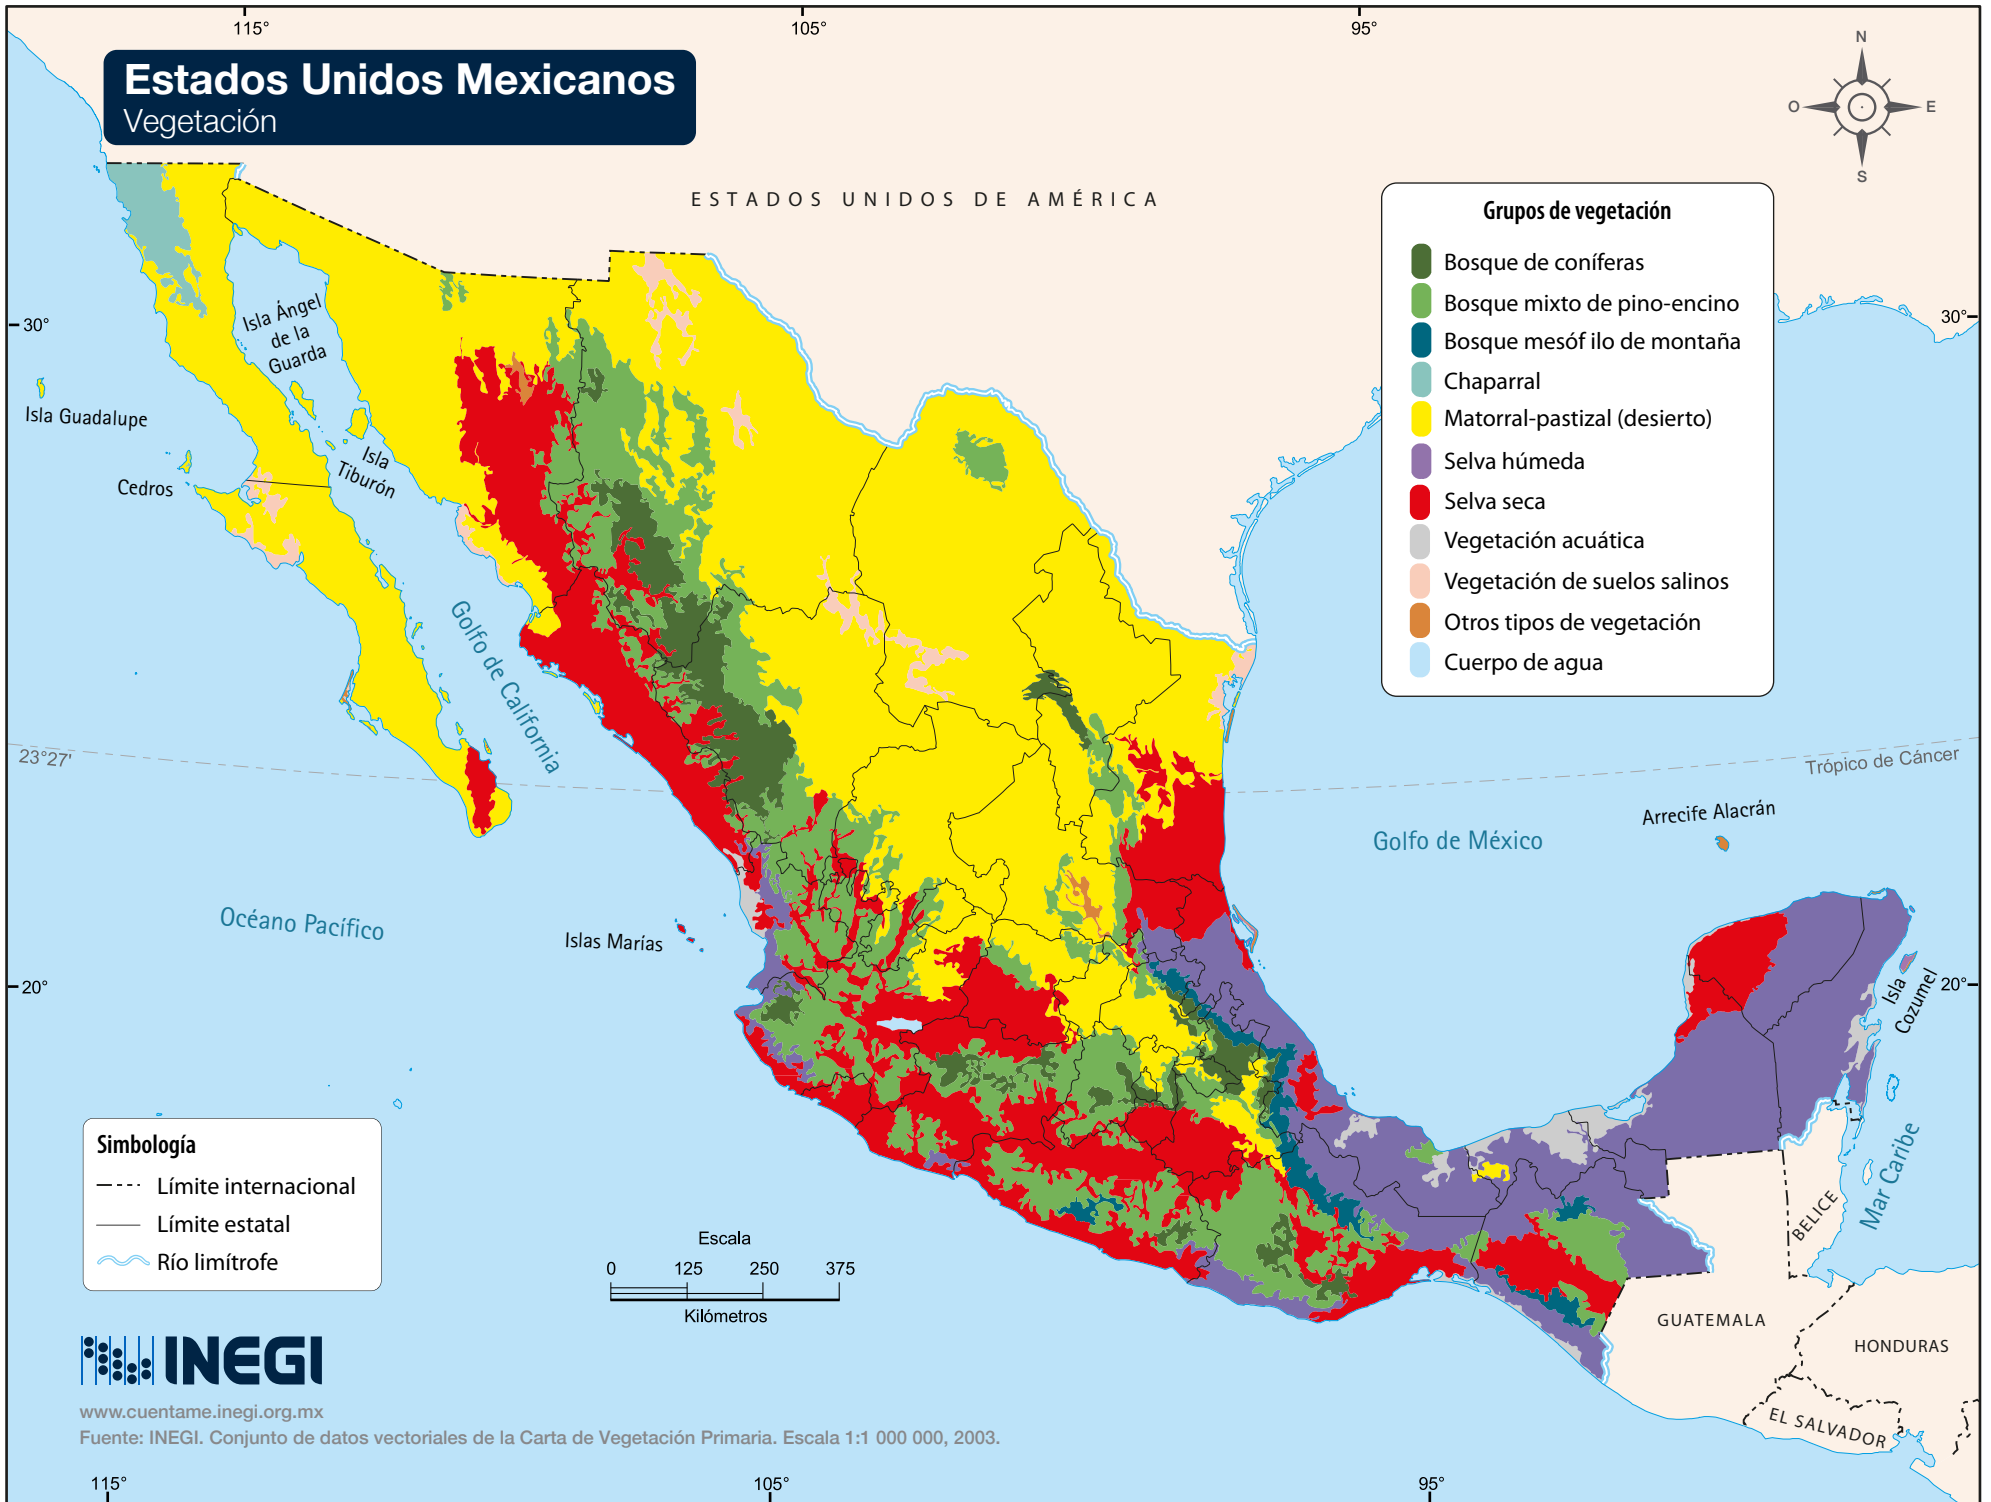 115°
105°
95°
Estados Unidos Mexicanos
Vegetación
N
O
E
S
ESTADOS UNIDOS DE AMÉRICA
Grupos de vegetación
Bosque de coníferas
Bosque mixto de pino-encino
Bosque mesóf ilo de montaña
Chaparral
Matorral-pastizal (desierto)
Selva húmeda
Selva seca
Vegetación acuática
Vegetación de suelos salinos
Otros tipos de vegetación
Cuerpo de agua
30°
30°
Isla Ángel
de la
Guarda
Isla Guadalupe
Isla
Tiburón
Cedros
Golfo de California
23°27'
Trópico de Cáncer
Arrecife Alacrán
Golfo de México
Océano Pacífico
Islas Marías
20°
20°
Isla
Cozumel
Mar Caribe
BELICE
GUATEMALA
HONDURAS
EL SALVADOR
Simbología
Límite internacional
Límite estatal
Río limítrofe
Escala
0 125 250 375
Kilómetros
INEGI
www.cuentame.inegi.org.mx
Fuente: INEGI. Conjunto de datos vectoriales de la Carta de Vegetación Primaria. Escala 1:1 000 000, 2003.
115°
105°
95°